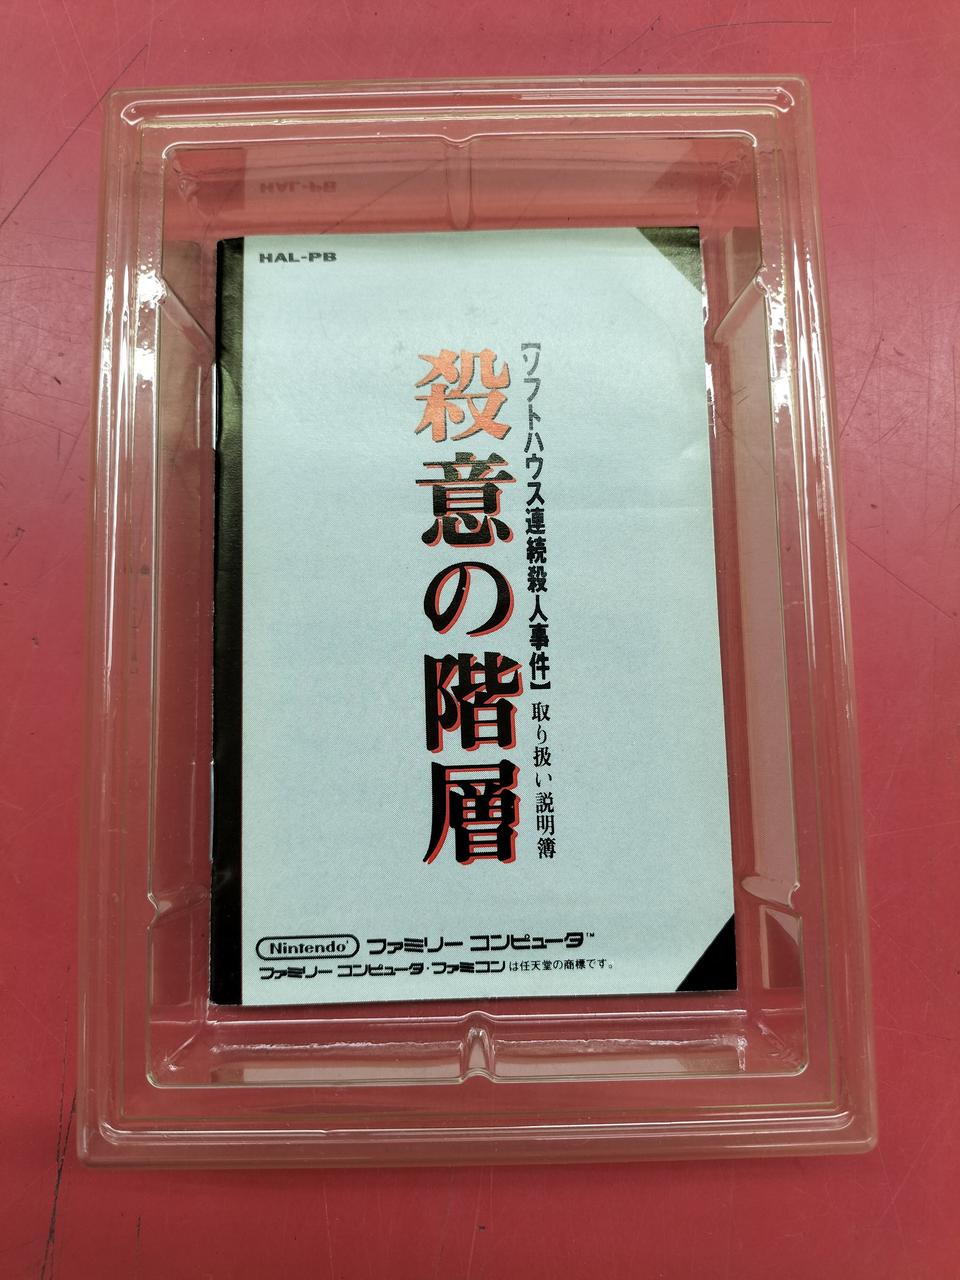 HAL-PB
【ソフトハウス連続殺人事件】取り扱い説明簿
殺意の階層
Nintendo ファミリー コンピュータ™
ファミリー コンピュータ・ファミコンは任天堂の商標です。